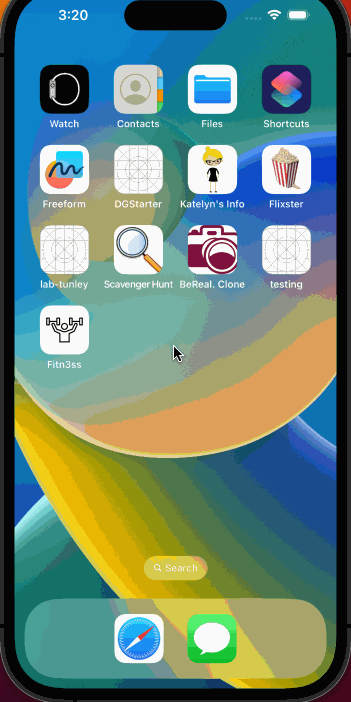 3:20
Watch Contacts Files Shortcuts
Freeform DGStarter Katelyn's Info Flixster
lab-tunley Scavenger Hunt BeReal. Clone testing
Fitn3ss
Search